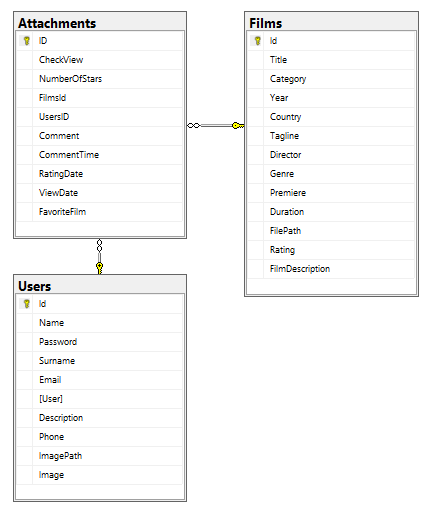 Attachments
ID
CheckView
NumberOfStars
FilmsId
UsersID
Comment
CommentTime
RatingDate
ViewDate
FavoriteFilm
Films
Id
Title
Category
Year
Country
Tagline
Director
Genre
Premiere
Duration
FilePath
Rating
FilmDescription
Users
Id
Name
Password
Surname
Email
[User]
Description
Phone
ImagePath
Image